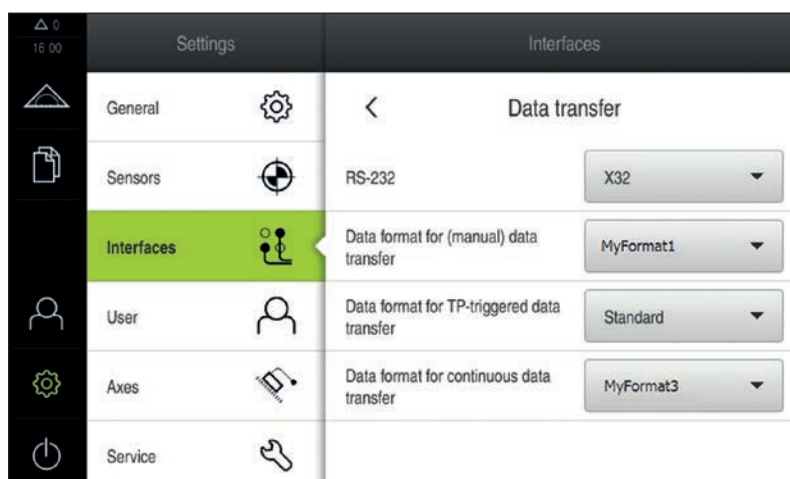 0
16 00
Settings
Interfaces
General
Data transfer
Sensors
RS-232
X32
Interfaces
Data format for (manual) data
transfer
MyFormat1
User
Data format for TP-triggered data
transfer
Standard
Axes
Data format for continuous data
transfer
MyFormat3
Service